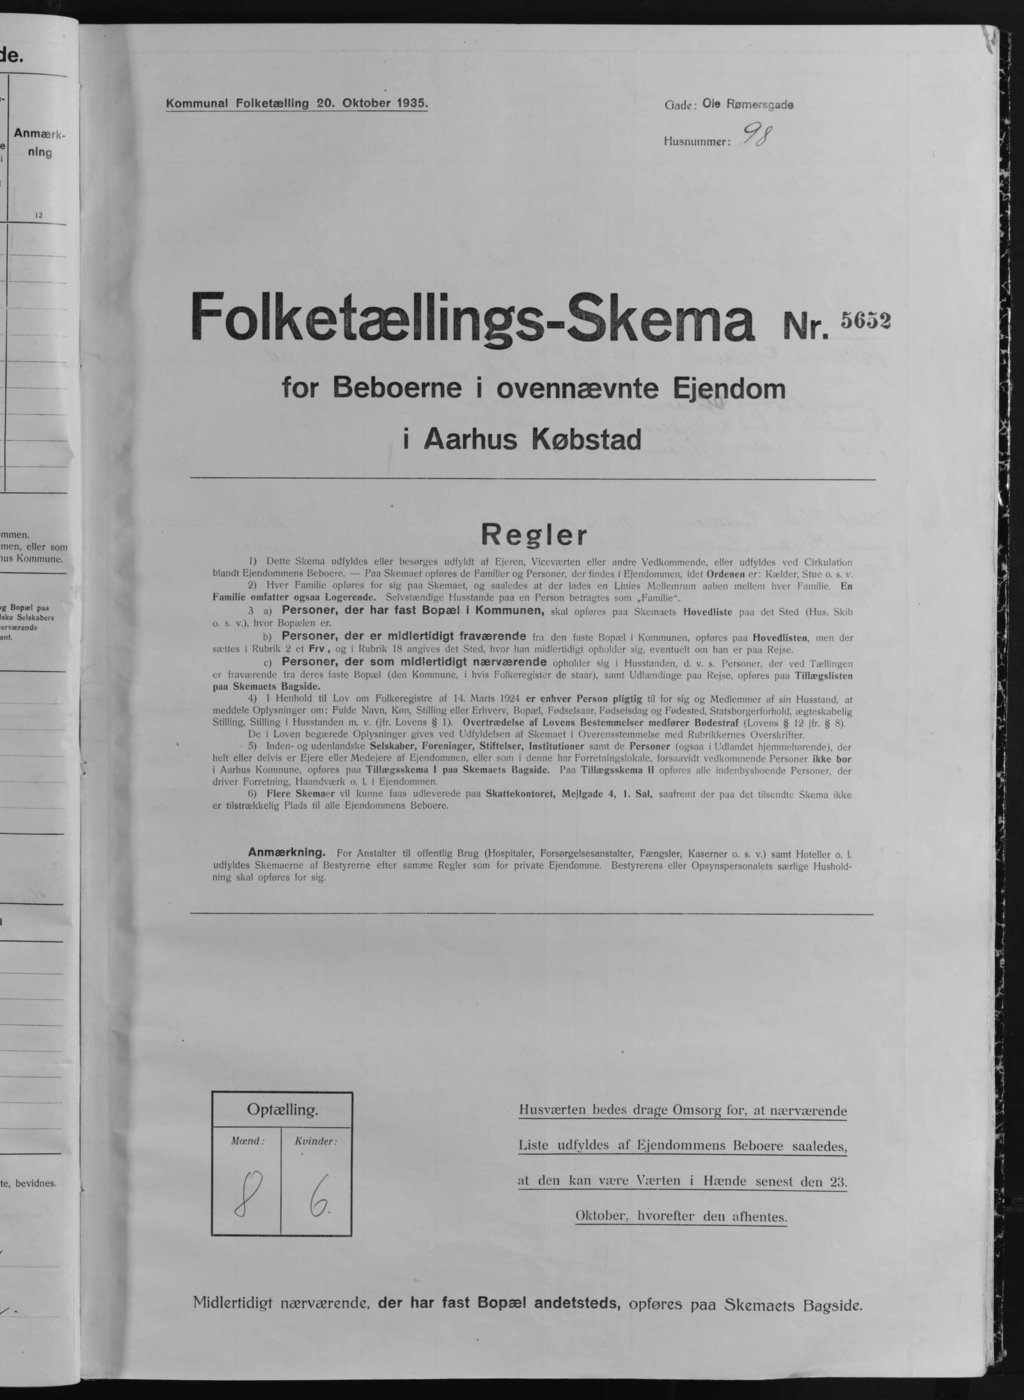 de.
Anmærk-
ning
12
ommen.
men, eller som
hus Kommune.
og Bopæl paa
iske Selskabers
te, bevidnes.
Kommunal Folketælling 20. Oktober 1935.
Gade: Ole Rømersgade
Husnummer: 98
Folketællings-Skema Nr. 5652
for Beboerne i ovennævnte Ejendom
i Aarhus Købstad
Regler
1) Dette Skema udfyldes eller besørges udfyldt af Ejeren, Viceværten eller andre Vedkommende, eller udfyldes ved Cirkulation
blandt Ejendommens Beboere. — Paa Skemaet opføres de Familier og Personer, der findes i Ejendommen, idet Ordenen er: Kælder, Stue o. s. v.
2) Hver Familie opføres for sig paa Skemaet, og saaledes at der lades en Linies Mellemrum aaben mellem hver Familie. En
Familie omfatter ogsaa Logerende. Selvstændige Husstande paa en Person betragtes som „Familie“.
3 a) Personer, der har fast Bopæl i Kommunen, skal opføres paa Skemaets Hovedliste paa det Sted (Hus, Skib
o. s. v.), hvor Bopælen er.
b) Personer, der er midlertidigt fraværende fra den faste Bopæl i Kommunen, opføres paa Hovedlisten, men der
sættes i Rubrik 2 et Frv., og i Rubrik 18 angives det Sted, hvor han midlertidigt opholder sig, eventuelt om han er paa Rejse.
c) Personer, der som midlertidigt nærværende opholder sig i Husstanden, d. v. s. Personer, der ved Tællingen
er fraværende fra deres faste Bopæl (den Kommune, i hvis Folkeregister de staar), samt Udlændinge paa Rejse, opføres paa Tillægslisten
paa Skemaets Bagside.
4) I Henhold til Lov om Folkeregistre af 14. Marts 1924 er enhver Person pligtig til for sig og Medlemmer af sin Husstand, at
meddele Oplysninger om: Fulde Navn, Køn, Stilling eller Erhverv, Bopæl, Fødselsaar, Fødselsdag og Fødested, Statsborgerforhold, ægteskabelig
Stilling, Stilling i Husstanden m. v. (jfr. Lovens § 1). Overtrædelse af Lovens Bestemmelser medfører Bødestraf (Lovens § 12 jfr. § 8).
De i Loven begærede Oplysninger gives ved Udfyldelsen af Skemaet i Overensstemmelse med Rubrikkernes Overskrifter.
5) Inden- og udenlandske Selskaber, Foreninger, Stiftelser, Institutioner samt de Personer (ogsaa i Udlandet hjemmehørende), der
helt eller delvis er Ejere eller Medejere af Ejendommen, eller som i denne har Forretningslokale, forsaavidt vedkommende Personer ikke bor
i Aarhus Kommune, opføres paa Tillægsskema I paa Skemaets Bagside. Paa Tillægsskema II opføres alle indenbysboende Personer, der
driver Forretning, Haandværk o. l. i Ejendommen.
6) Flere Skemaer vil kunne faas udleverede paa Skattekontoret, Mejlgade 4, 1. Sal, saafremt der paa det tilsendte Skema ikke
er tilstrækkelig Plads til alle Ejendommens Beboere.
Anmærkning. For Anstalter til offentlig Brug (Hospitaler, Forsørgelsesanstalter, Fængsler, Kaserner o. s. v.) samt Hoteller o. l.
udfyldes Skemaerne af Bestyrerne efter samme Regler som for private Ejendomme. Bestyrerens eller Opsynspersonalets særlige Hushold-
ning skal opføres for sig.
Optælling.
Mænd: Kvinder:
8 6.
Husværten bedes drage Omsorg for, at nærværende
Liste udfyldes af Ejendommens Beboere saaledes,
at den kan være Værten i Hænde senest den 23.
Oktober, hvorefter den afhentes.
Midlertidigt nærværende, der har fast Bopæl andetsteds, opføres paa Skemaets Bagside.